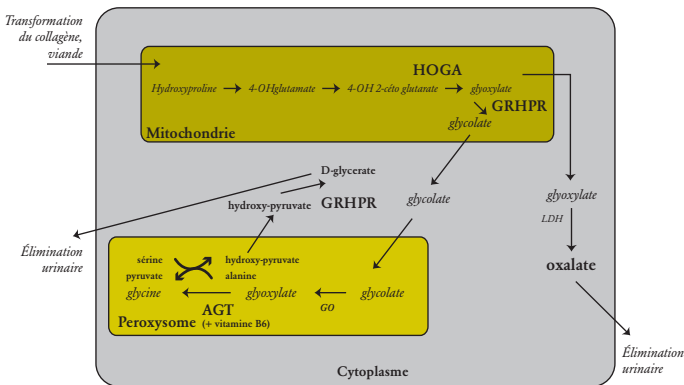 Transformation
du collagène,
viande
HOGA
Hydroxyproline 4-OHglutamate 4-OH 2-céto glutarate glyoxylate
GRHPR
glycolate
Mitochondrie
D-glycerate
hydroxy-pyruvate GRHPR
glycolate
glyoxylate
LDH
oxalate
Élimination
urinaire
sérine hydroxy-pyruvate
pyruvate alanine
glycine glyoxylate glycolate
AGT GO
Peroxysome (+ vitamine B6)
Élimination
urinaire
Cytoplasme